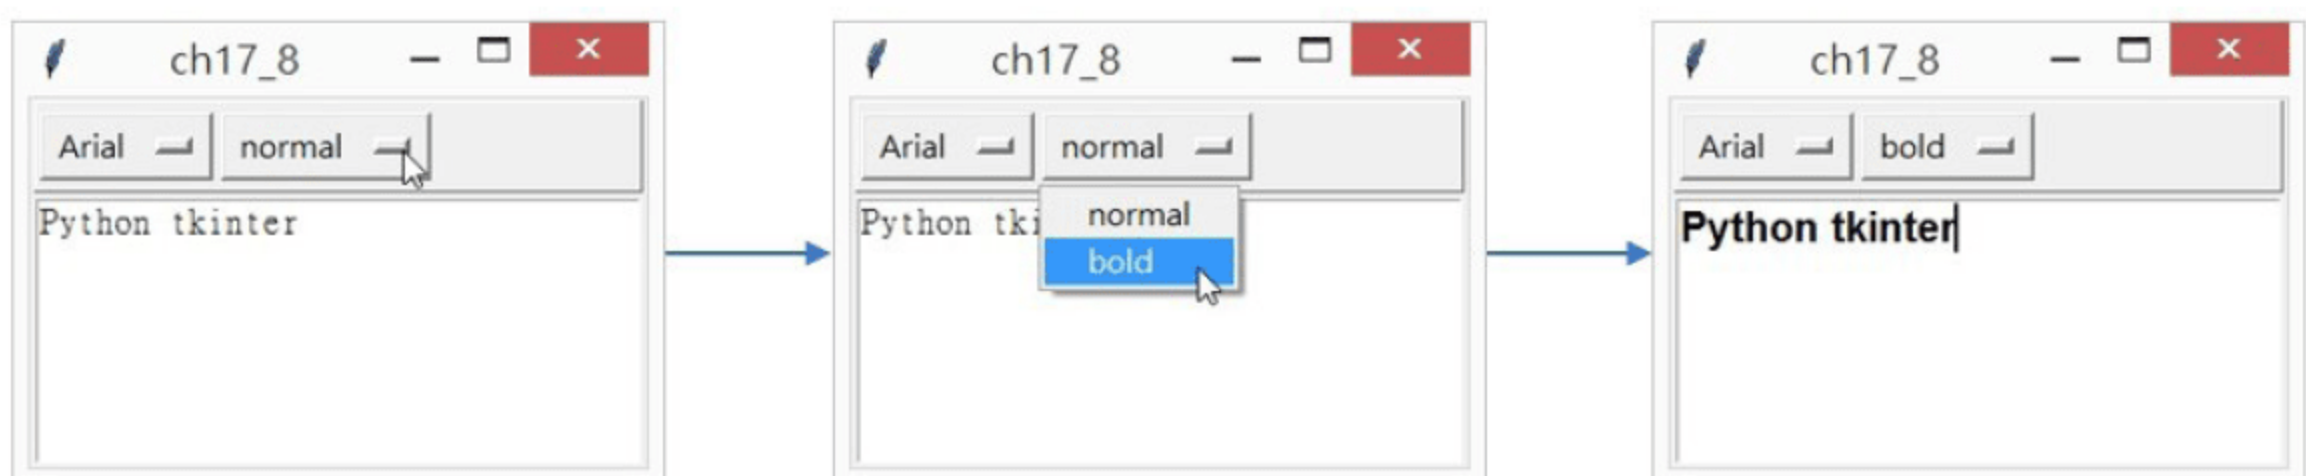 ch17_8
Arial normal
Python tkinter
ch17_8
Arial normal
Python tki
normal
bold
ch17_8
Arial bold
Python tkinter